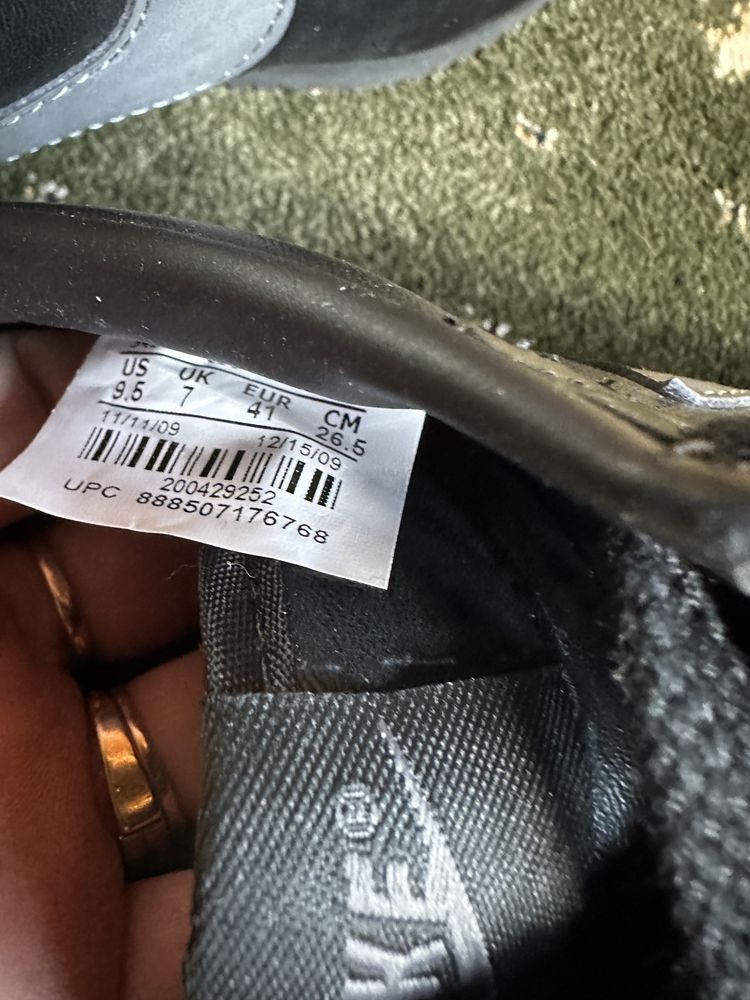 US UK EUR CM
9.5 7 41 26.5
11/11/09 12/15/09
200429252
UPC 888507176768
KE®